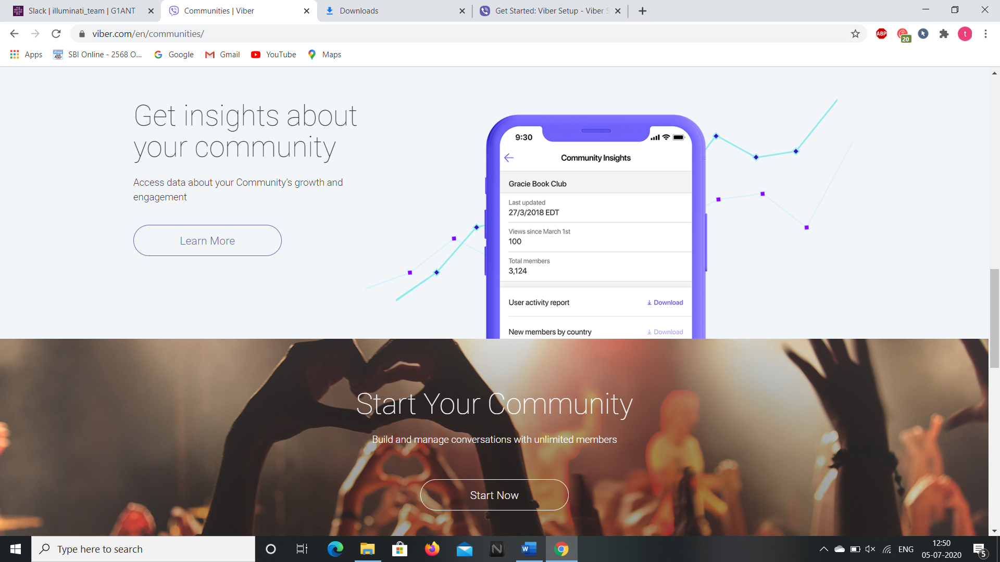 Slack | illuminati_team | G1ANT
Communities | Viber
Downloads
Get Started: Viber Setup - Viber S
viber.com/en/communities/
ABP
20
t
Apps
SBI Online - 2568 O...
Google
Gmail
YouTube
Maps
Get insights about
your community
Access data about your Community’s growth and
engagement
Learn More
9:30
Community Insights
Gracie Book Club
Last updated
27/3/2018 EDT
Views since March 1st
100
Total members
3,124
User activity report
Download
New members by country
Download
Start Your Community
Build and manage conversations with unlimited members
Start Now
Type here to search
ENG
12:50
05-07-2020
5